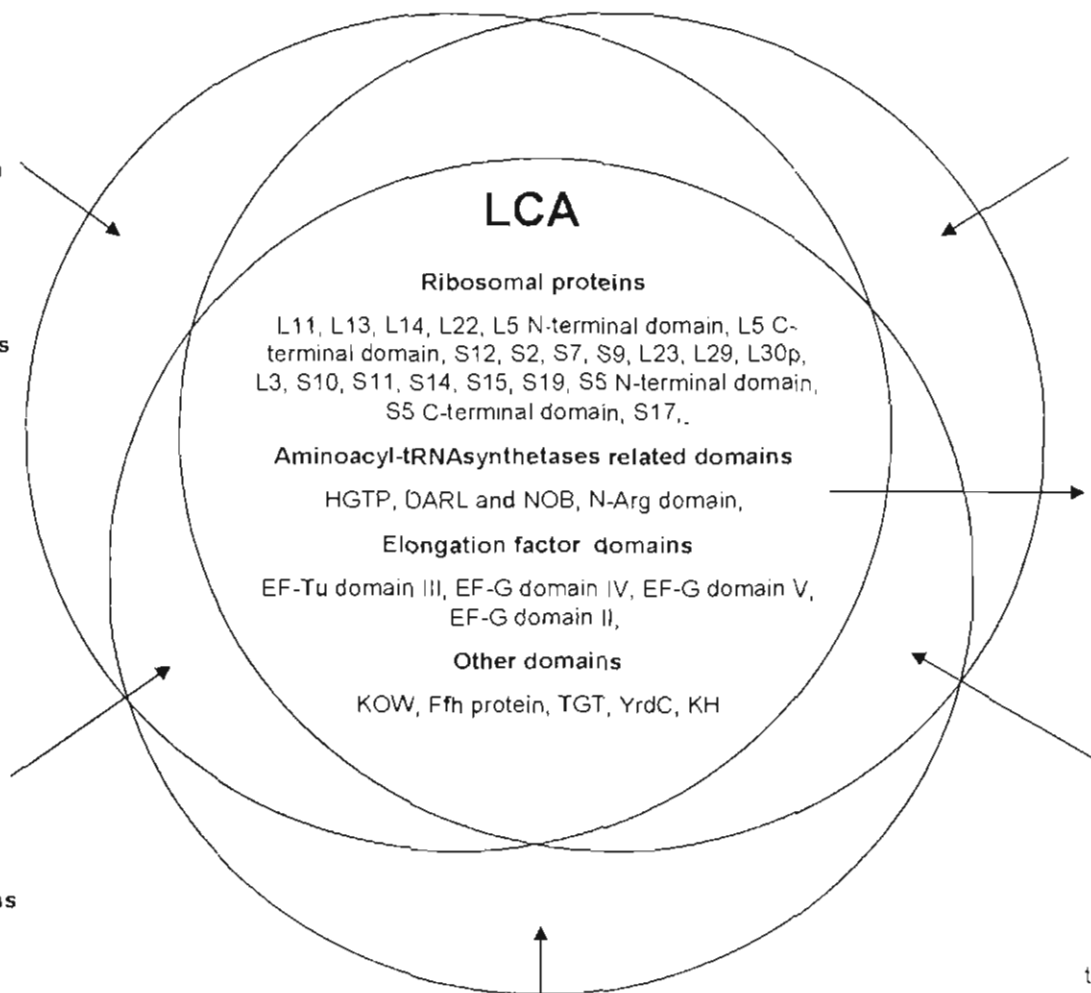 LCA
Ribosomal proteins
L11, L13, L14, L22, L5 N-terminal domain, L5 C-
terminal domain, S12, S2, S7, S9, L23, L29, L30p,
L3, S10, S11, S14, S15, S19, S5 N-terminal domain,
S5 C-terminal domain, S17,
Aminoacyl-tRNAsynthetases related domains
HGTP, DARL and NOB, N-Arg domain,
Elongation factor domains
EF-Tu domain III, EF-G domain IV, EF-G domain V,
EF-G domain II,
Other domains
KOW, Ffh protein, TGT, YrdC, KH
s
t